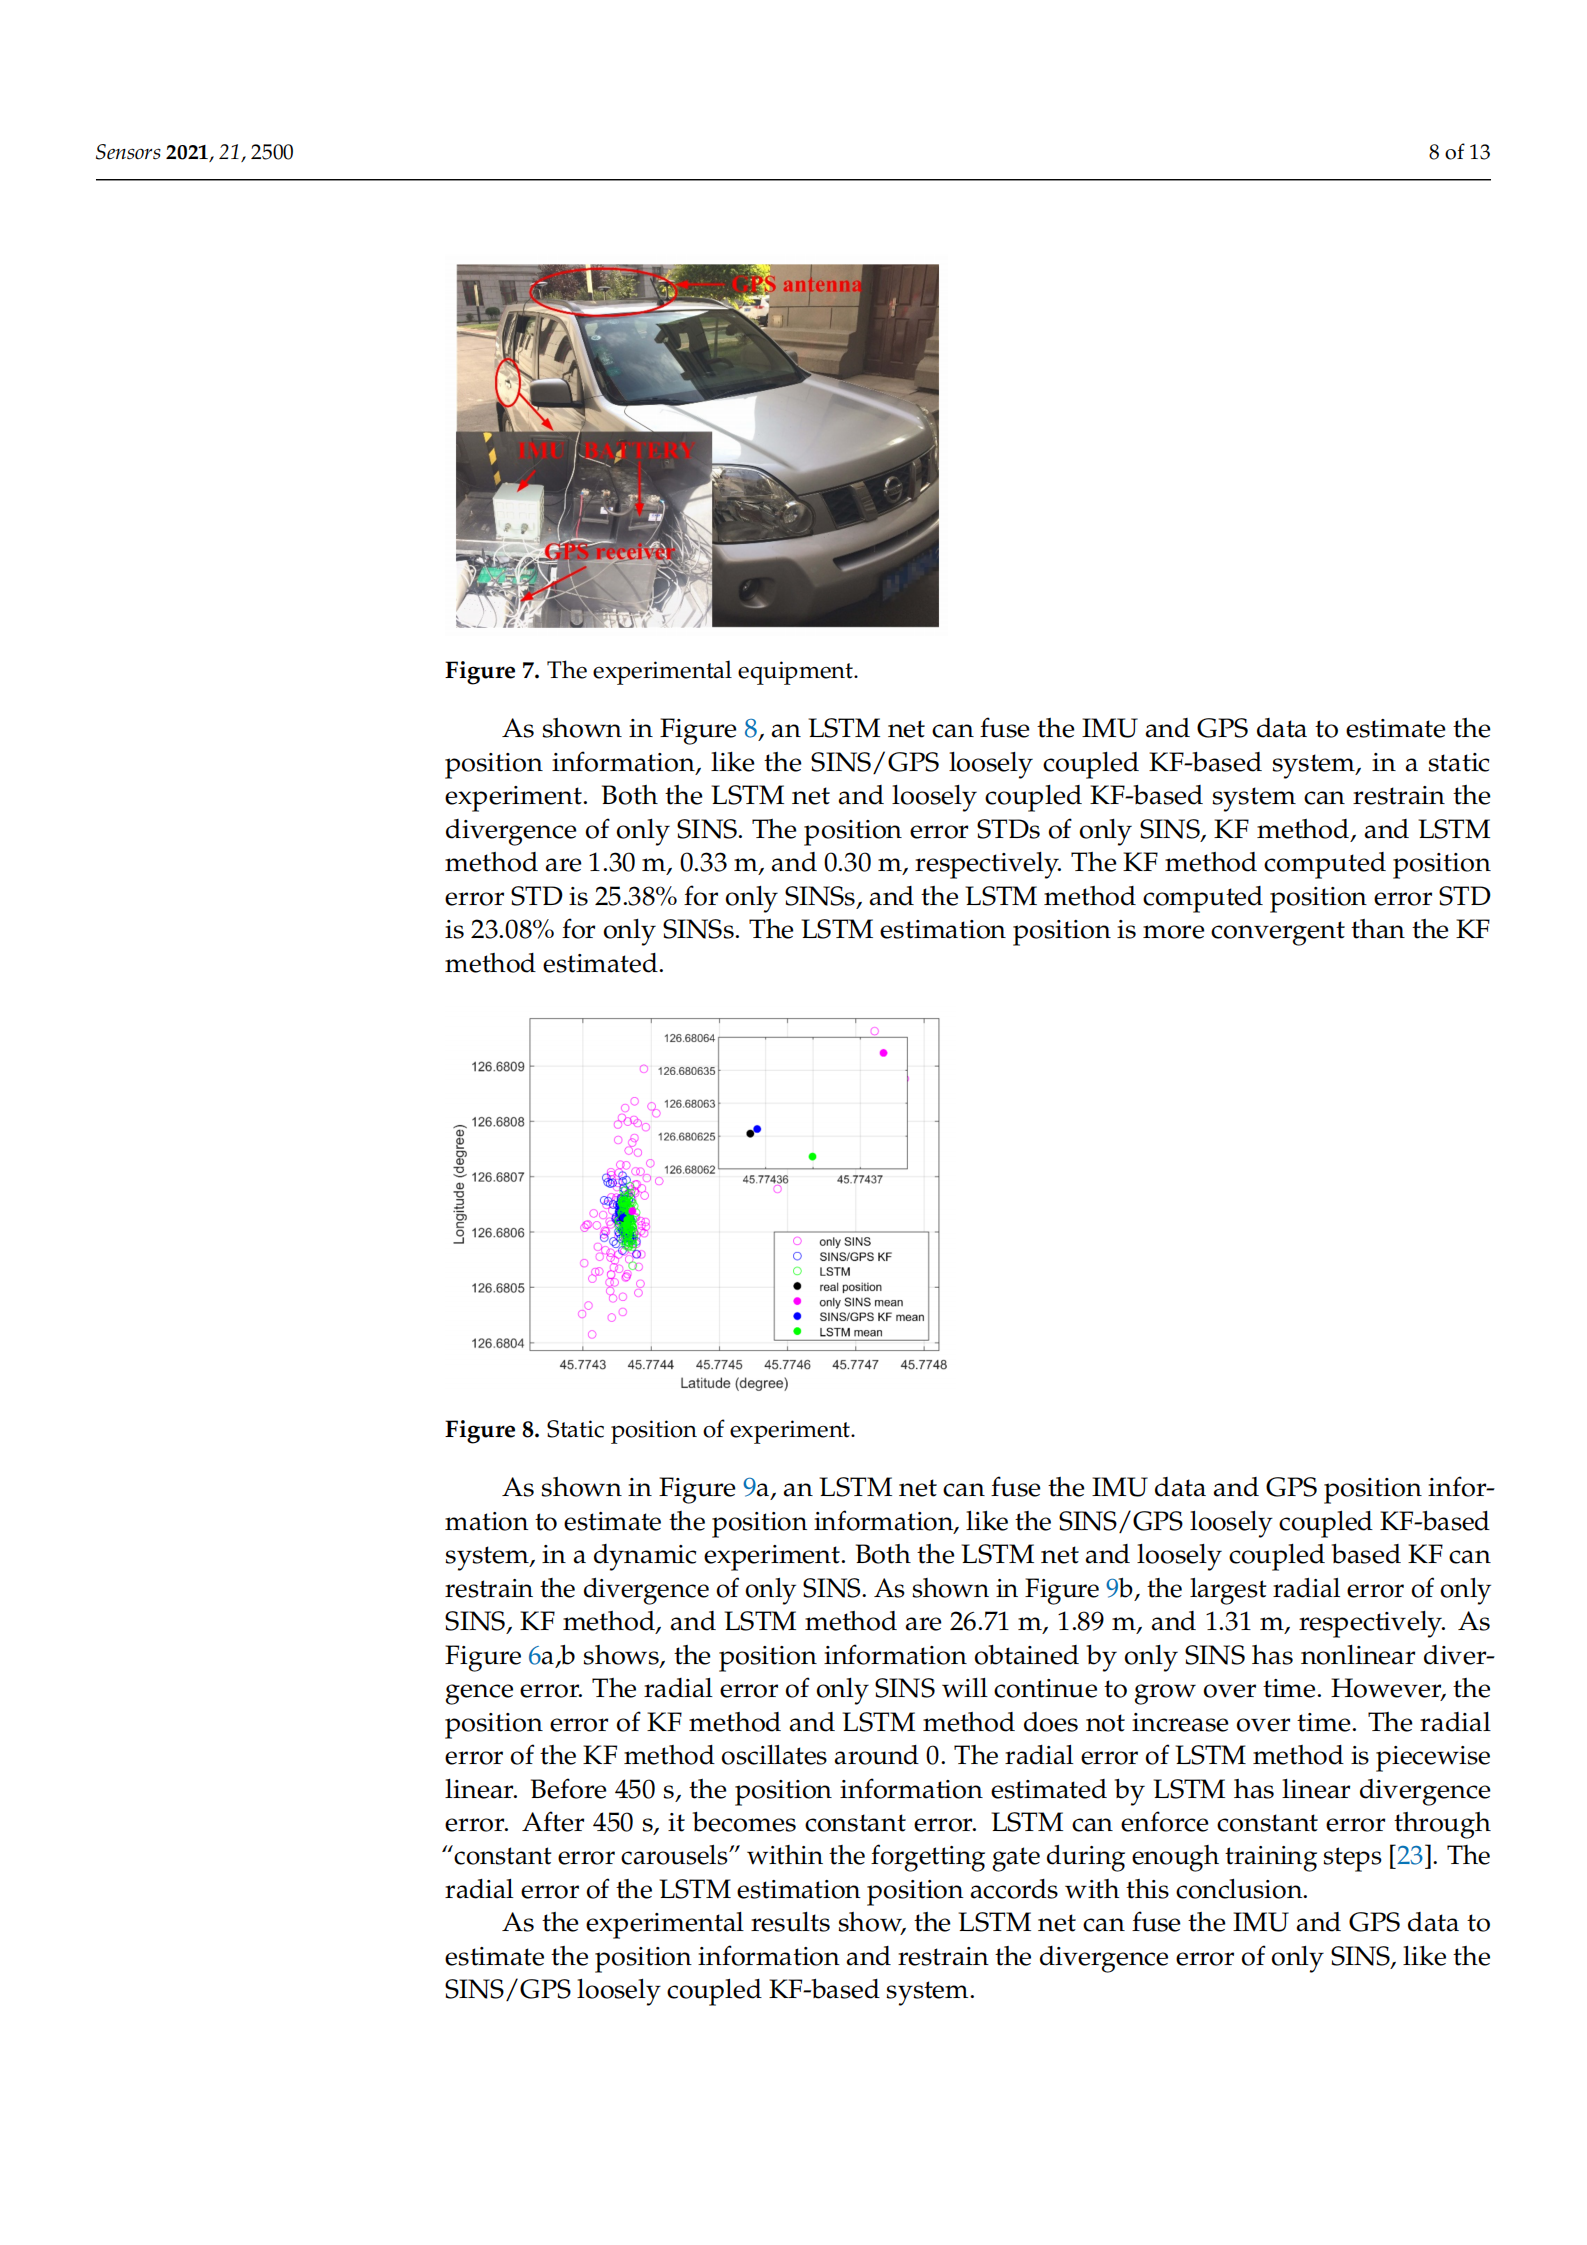 Sensors 2021, 21, 2500
8 of 13
GPS antenna
IMU BATTERY
GPS receiver
Figure 7. The experimental equipment.
As shown in Figure 8, an LSTM net can fuse the IMU and GPS data to estimate the
position information, like the SINS/GPS loosely coupled KF-based system, in a static
experiment. Both the LSTM net and loosely coupled KF-based system can restrain the
divergence of only SINS. The position error STDs of only SINS, KF method, and LSTM
method are 1.30 m, 0.33 m, and 0.30 m, respectively. The KF method computed position
error STD is 25.38% for only SINSs, and the LSTM method computed position error STD
is 23.08% for only SINSs. The LSTM estimation position is more convergent than the KF
method estimated.
126.6809
126.6808
126.6807
126.6806
126.6805
126.6804
Longitude (degree)
126.68064
126.680635
126.68063
126.680625
126.68062
45.77436
45.77437
only SINS
SINS/GPS KF
LSTM
real position
only SINS mean
SINS/GPS KF mean
LSTM mean
45.7743
45.7744
45.7745
45.7746
45.7747
45.7748
Latitude (degree)
Figure 8. Static position of experiment.
As shown in Figure 9a, an LSTM net can fuse the IMU data and GPS position infor-
mation to estimate the position information, like the SINS/GPS loosely coupled KF-based
system, in a dynamic experiment. Both the LSTM net and loosely coupled based KF can
restrain the divergence of only SINS. As shown in Figure 9b, the largest radial error of only
SINS, KF method, and LSTM method are 26.71 m, 1.89 m, and 1.31 m, respectively. As
Figure 6a,b shows, the position information obtained by only SINS has nonlinear diver-
gence error. The radial error of only SINS will continue to grow over time. However, the
position error of KF method and LSTM method does not increase over time. The radial
error of the KF method oscillates around 0. The radial error of LSTM method is piecewise
linear. Before 450 s, the position information estimated by LSTM has linear divergence
error. After 450 s, it becomes constant error. LSTM can enforce constant error through
“constant error carousels” within the forgetting gate during enough training steps [23]. The
radial error of the LSTM estimation position accords with this conclusion.
As the experimental results show, the LSTM net can fuse the IMU and GPS data to
estimate the position information and restrain the divergence error of only SINS, like the
SINS/GPS loosely coupled KF-based system.